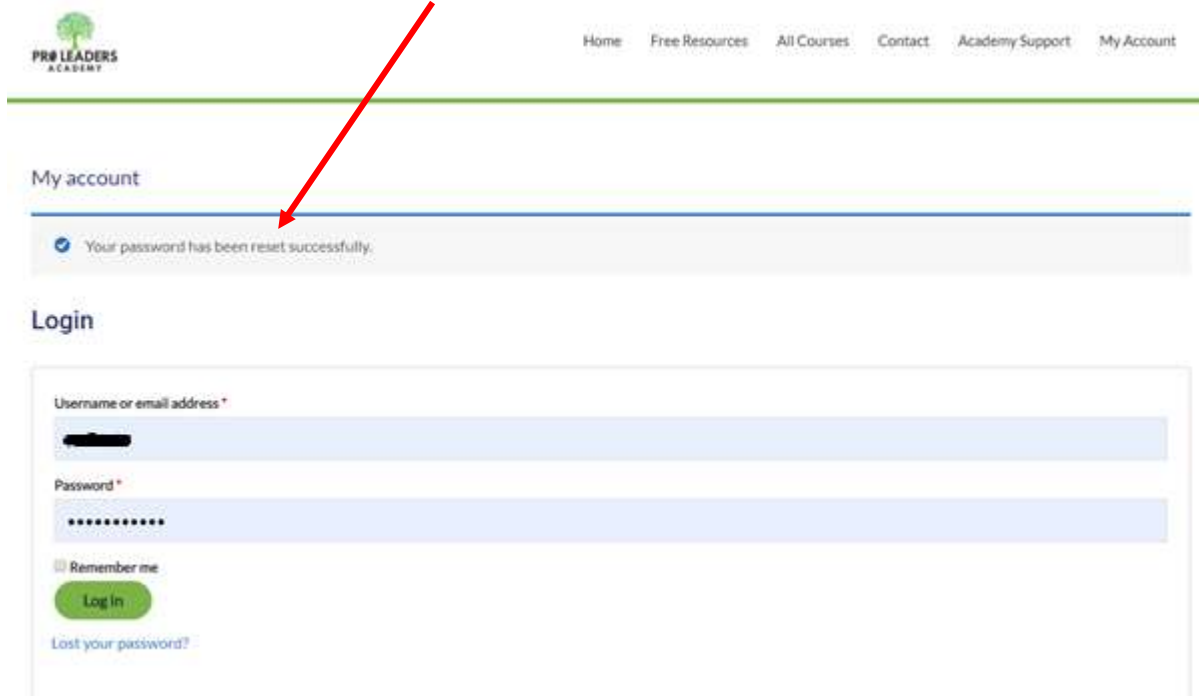 PRO LEADERS
ACADEMY
Home Free Resources All Courses Contact Academy Support My Account
My account
Your password has been reset successfully.
Login
Username or email address *
Password *
•••••••••••
Remember me
Log in
Lost your password?